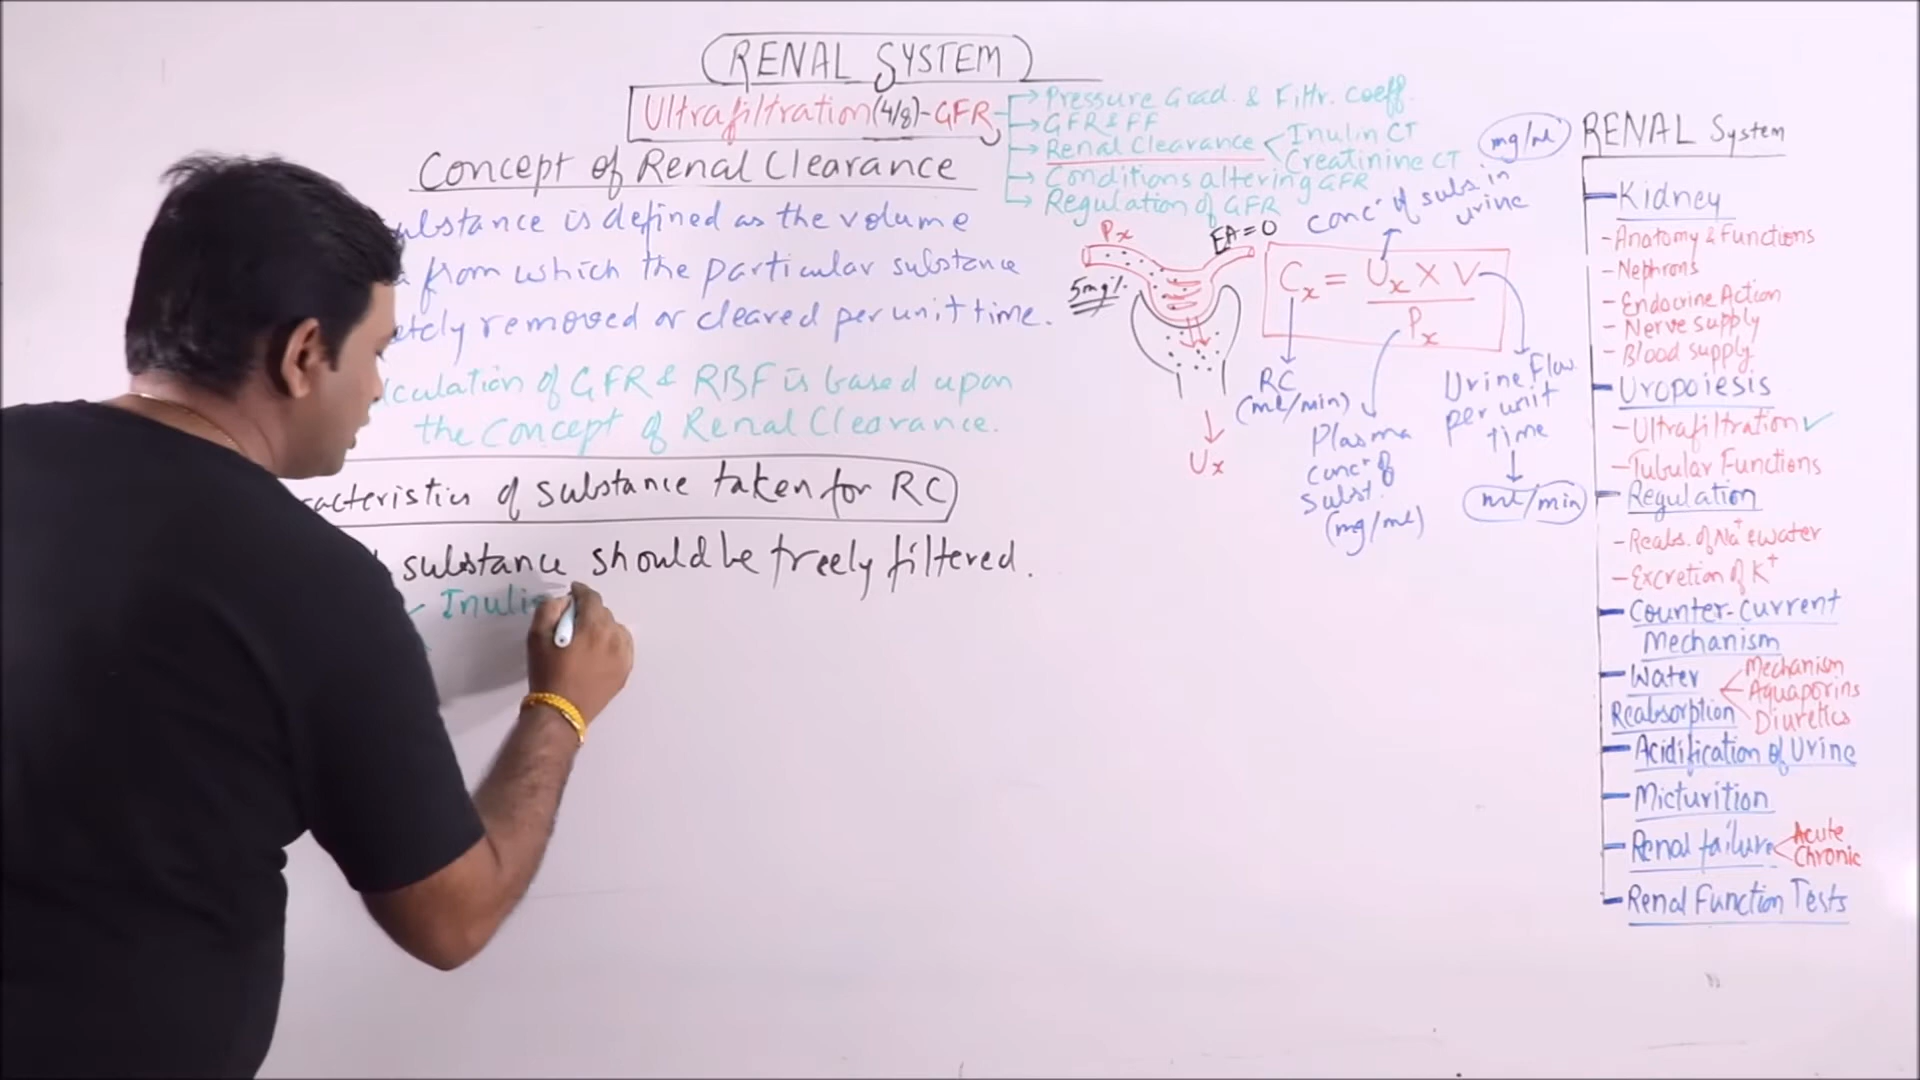 RENAL SYSTEM
Ultrafiltration (4/8) - GFR
Pressure Grad. & Filtr. Coeff.
GFR & FF
Renal Clearance
Inulin CT
Creatinine CT
Conditions altering GFR
Regulation of GFR
Concept of Renal Clearance
ubstance is defined as the volume
a from which the particular substance
etely removed or cleared per unit time.
lculation of GFR & RBF is based upon
the Concept of Renal Clearance.
racteristics of substance taken for RC
substance should be freely filtered.
Inuli
Px
EA = 0
5mg%
Ux
Cx = Ux X V
Px
conc" of subs. in
urine
mg/ml
RC
(ml/min)
Plasma
conc" of
subst.
(mg/ml)
Urine Flow
per unit
time
ml/min
RENAL System
Kidney
- Anatomy & Functions
- Nephrons
- Endocrine Action
- Nerve supply
- Blood supply
Uropoiesis
- Ultrafiltration ✓
- Tubular Functions
Regulation
- Reabs. of Na+ & water
- Excretion of K+
Counter-current
Mechanism
Water
Reabsorption
Mechanism
Aquaporins
Diuretics
Acidification of Urine
Micturition
Renal failure
Acute
Chronic
Renal Function Tests